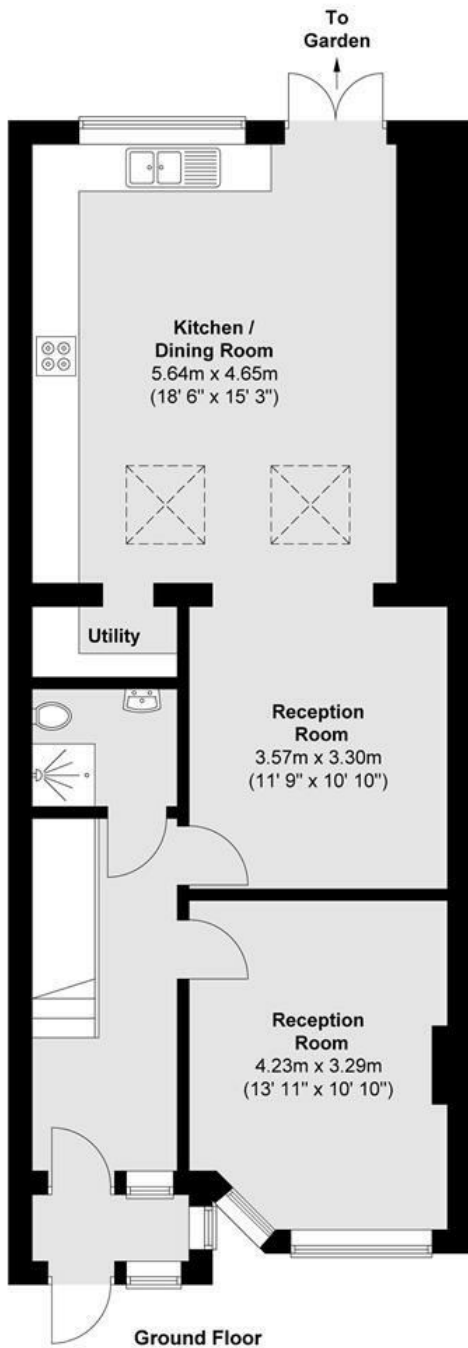 To
Garden
Kitchen /
Dining Room
5.64m x 4.65m
(18' 6" x 15' 3")
Utility
Reception
Room
3.57m x 3.30m
(11' 9" x 10' 10")
Reception
Room
4.23m x 3.29m
(13' 11" x 10' 10")
Ground Floor